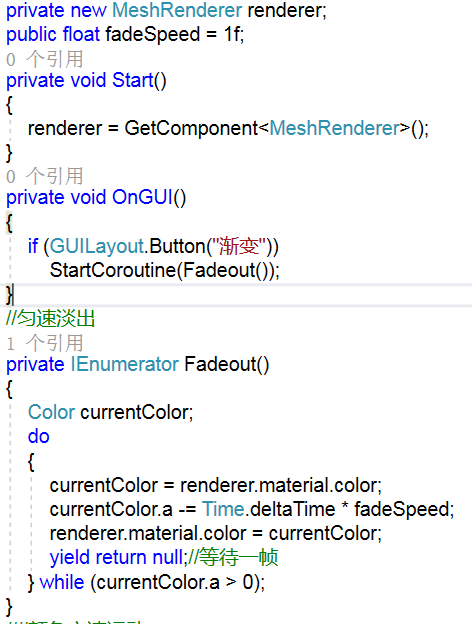 private new MeshRenderer renderer;
public float fadeSpeed = 1f;
0 个引用
private void Start()
{
renderer = GetComponent<MeshRenderer>();
}
0 个引用
private void OnGUI()
{
if (GUILayout.Button("渐变"))
StartCoroutine(Fadeout());
}
//匀速淡出
1 个引用
private IEnumerator Fadeout()
{
Color currentColor;
do
{
currentColor = renderer.material.color;
currentColor.a -= Time.deltaTime * fadeSpeed;
renderer.material.color = currentColor;
yield return null;//等待一帧
} while (currentColor.a > 0);
}